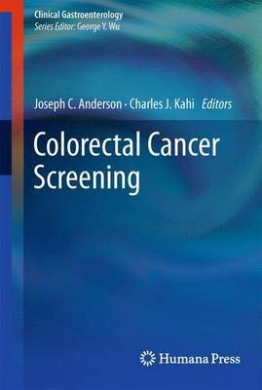 Clinical Gastroenterology
Series Editor: George Y. Wu
Joseph C. Anderson · Charles J. Kahi Editors
Colorectal Cancer
Screening
Humana Press